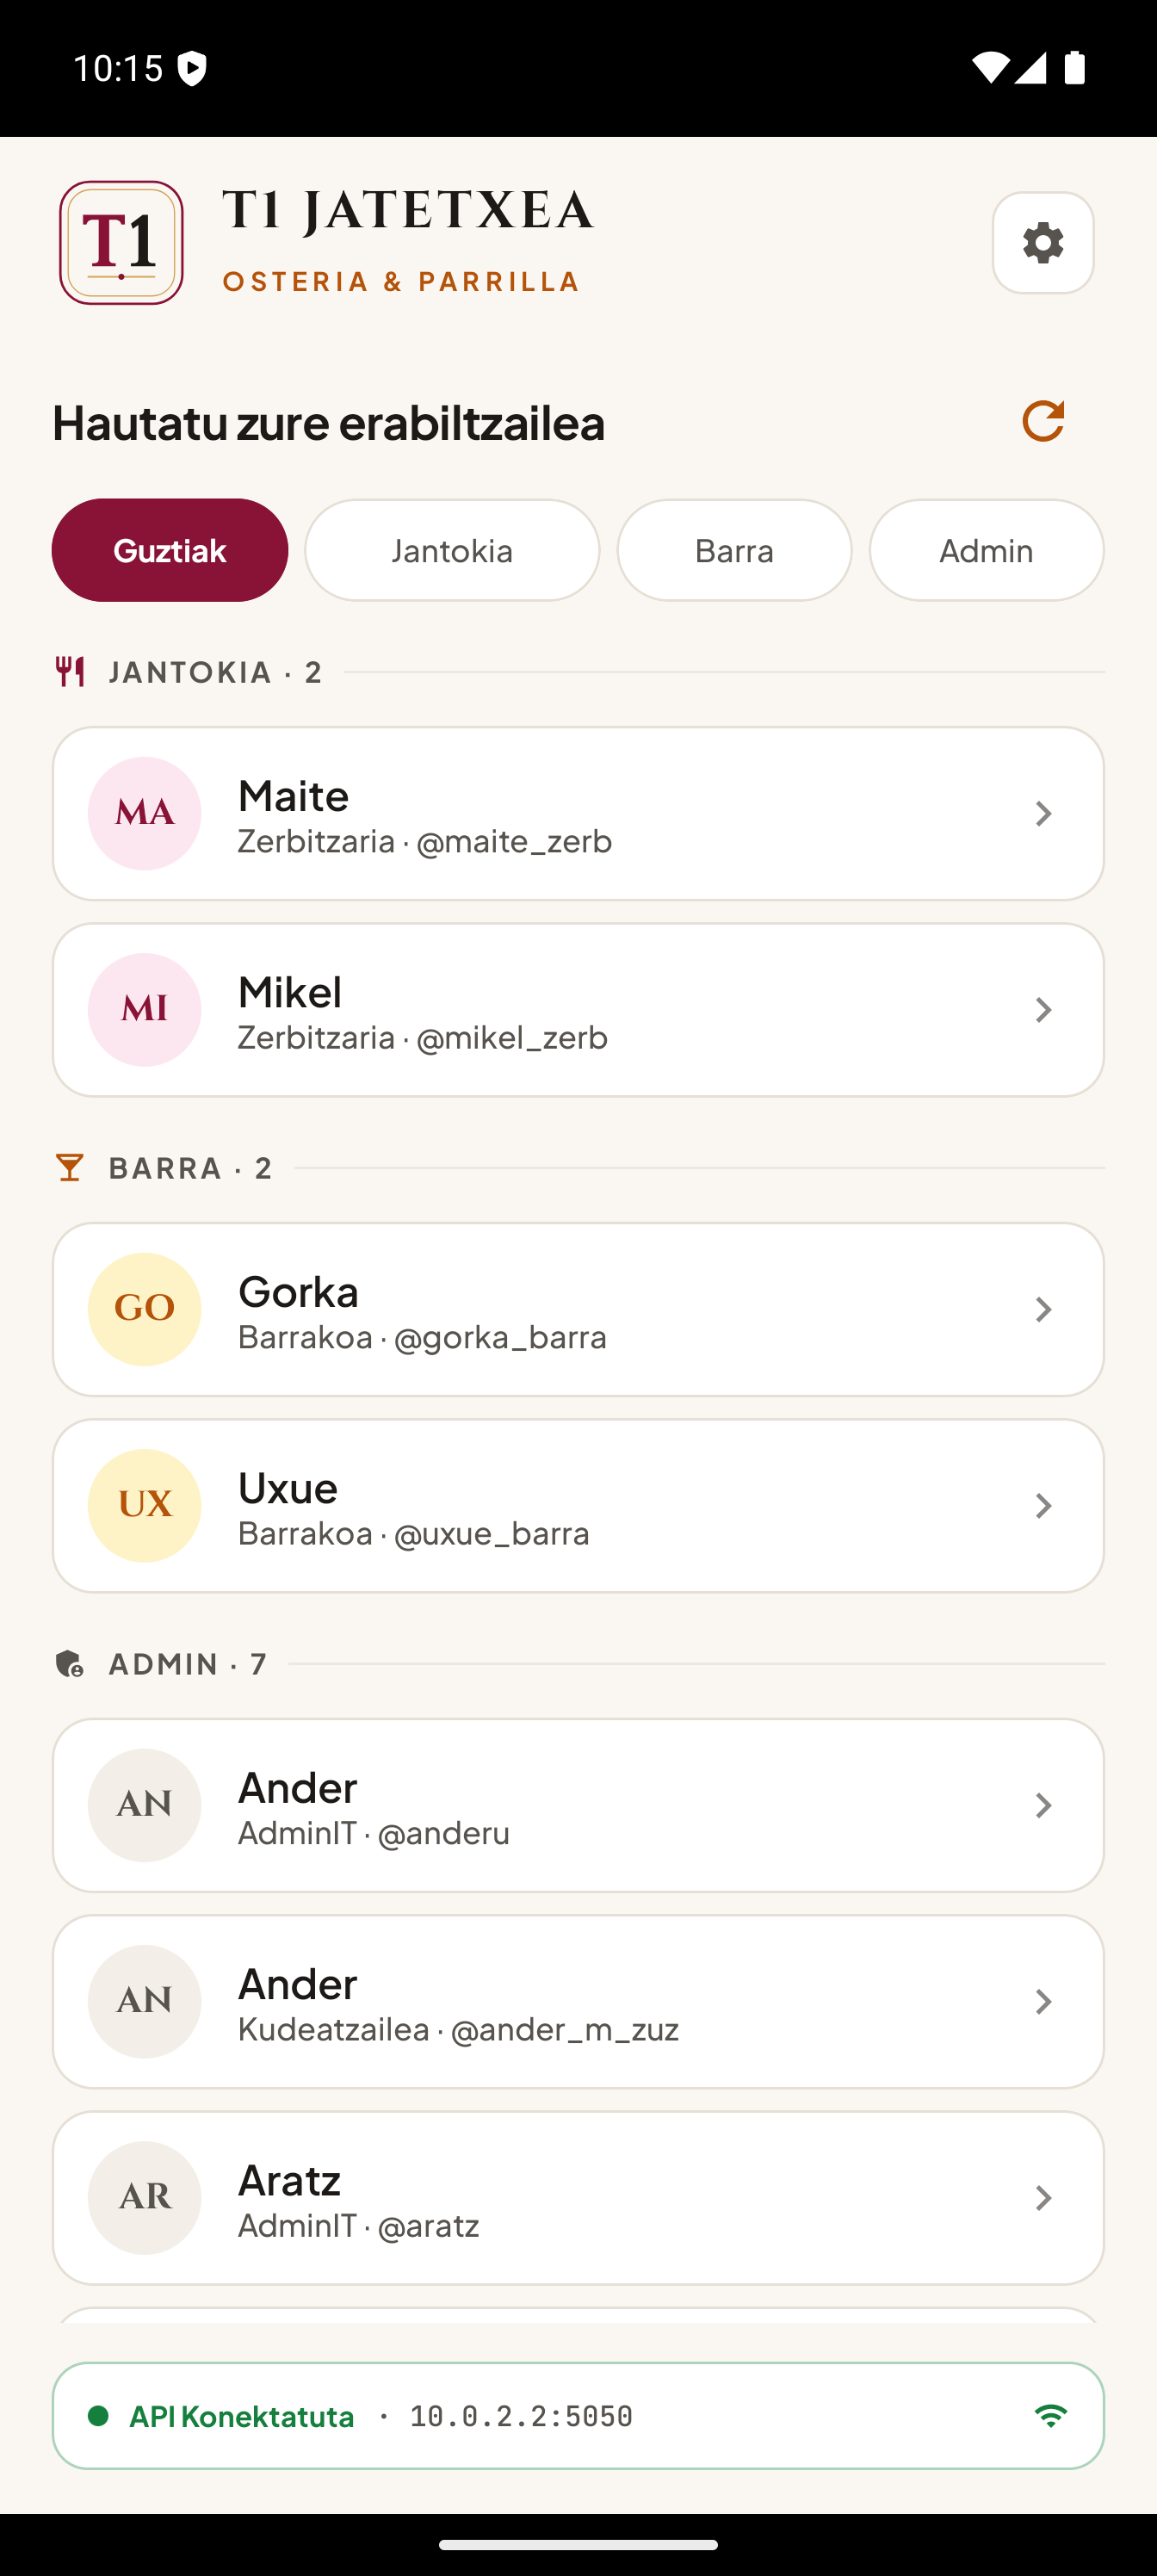 10:15
T1
T1 JATETXEA
OSTERIA & PARRILLA
Hautatu zure erabiltzailea
Guztiak
Jantokia
Barra
Admin
JANTOKIA · 2
MA
Maite
Zerbitzaria · @maite_zerb
MI
Mikel
Zerbitzaria · @mikel_zerb
BARRA · 2
GO
Gorka
Barrakoa · @gorka_barra
UX
Uxue
Barrakoa · @uxue_barra
ADMIN · 7
AN
Ander
AdminIT · @anderu
AN
Ander
Kudeatzailea · @ander_m_zuz
AR
Aratz
AdminIT · @aratz
API Konektatuta · 10.0.2.2:5050